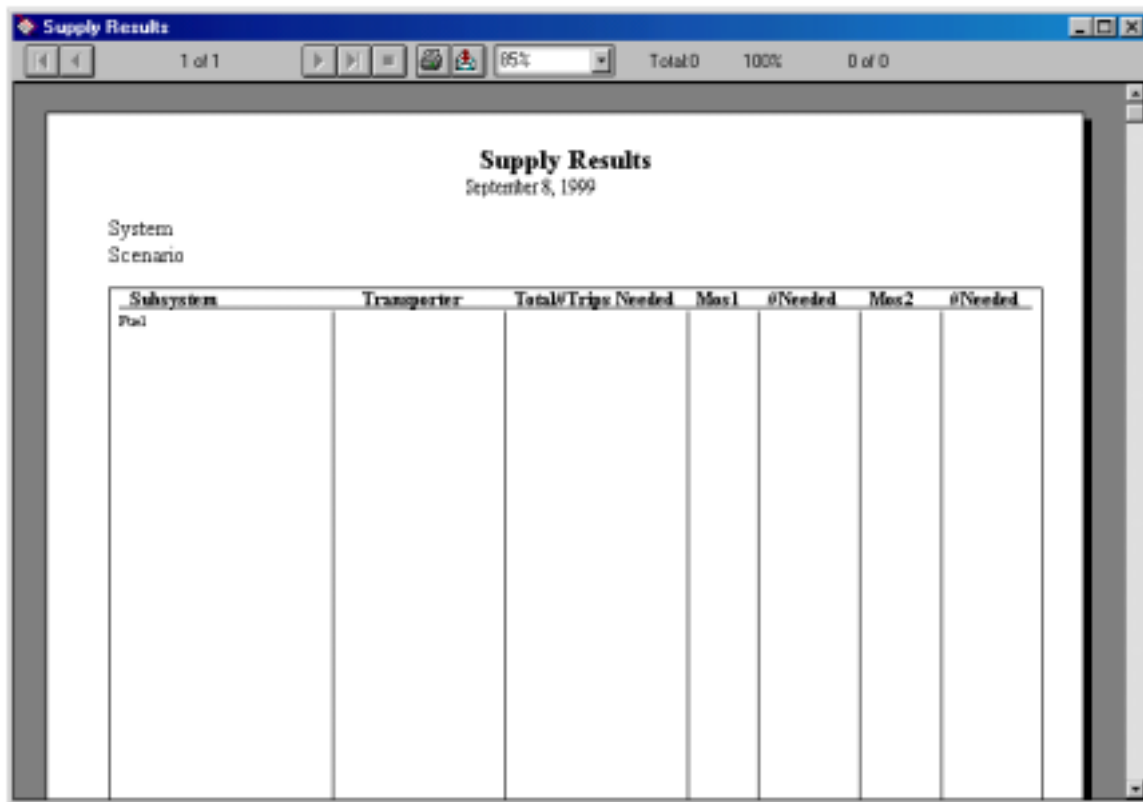 Supply Results
1 of 1 85% Total:0 100% 0 of 0
Supply Results
September 8, 1999
System
Scenario
Subsystem Transporter Total#Trips Needed Mos1 #Needed Mos2 #Needed
Fuel